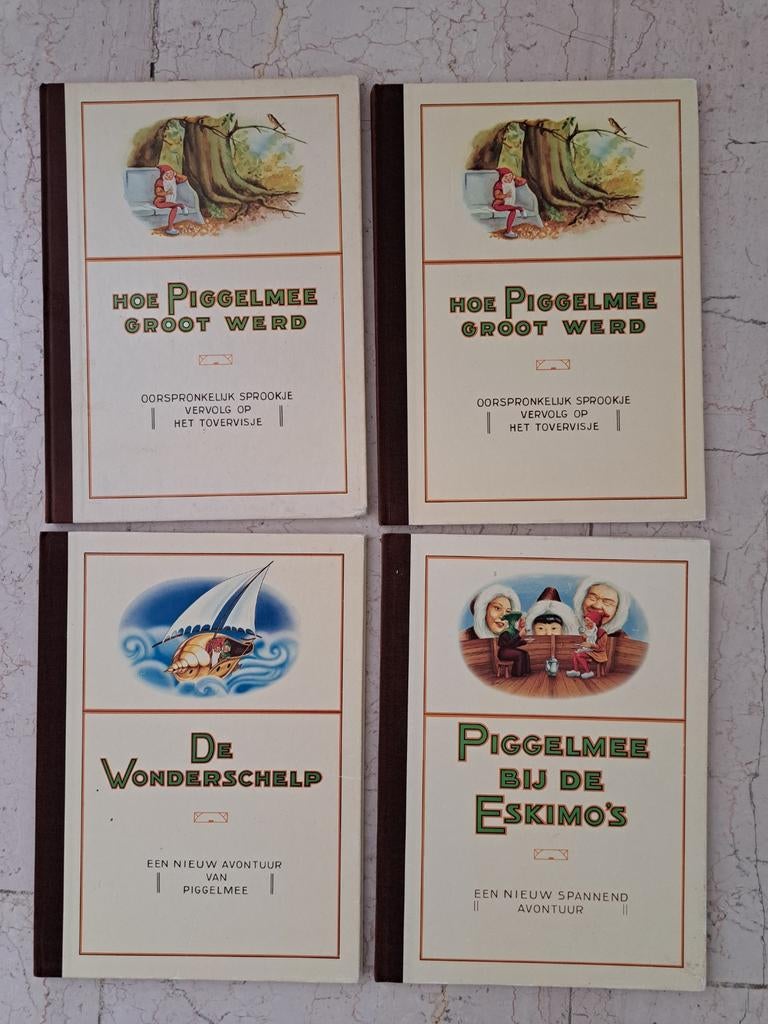 HOE PIGGELMEE
GROOT WERD
OORSPRONKELIJK SPROOKJE
VERVOLG OP
HET TOVERVISJE
HOE PIGGELMEE
GROOT WERD
OORSPRONKELIJK SPROOKJE
VERVOLG OP
HET TOVERVISJE
DE
WONDERSCHELP
EEN NIEUW AVONTUUR
VAN
PIGGELMEE
PIGGELMEE
BIJ DE
ESKIMO'S
EEN NIEUW SPANNEND
AVONTUUR